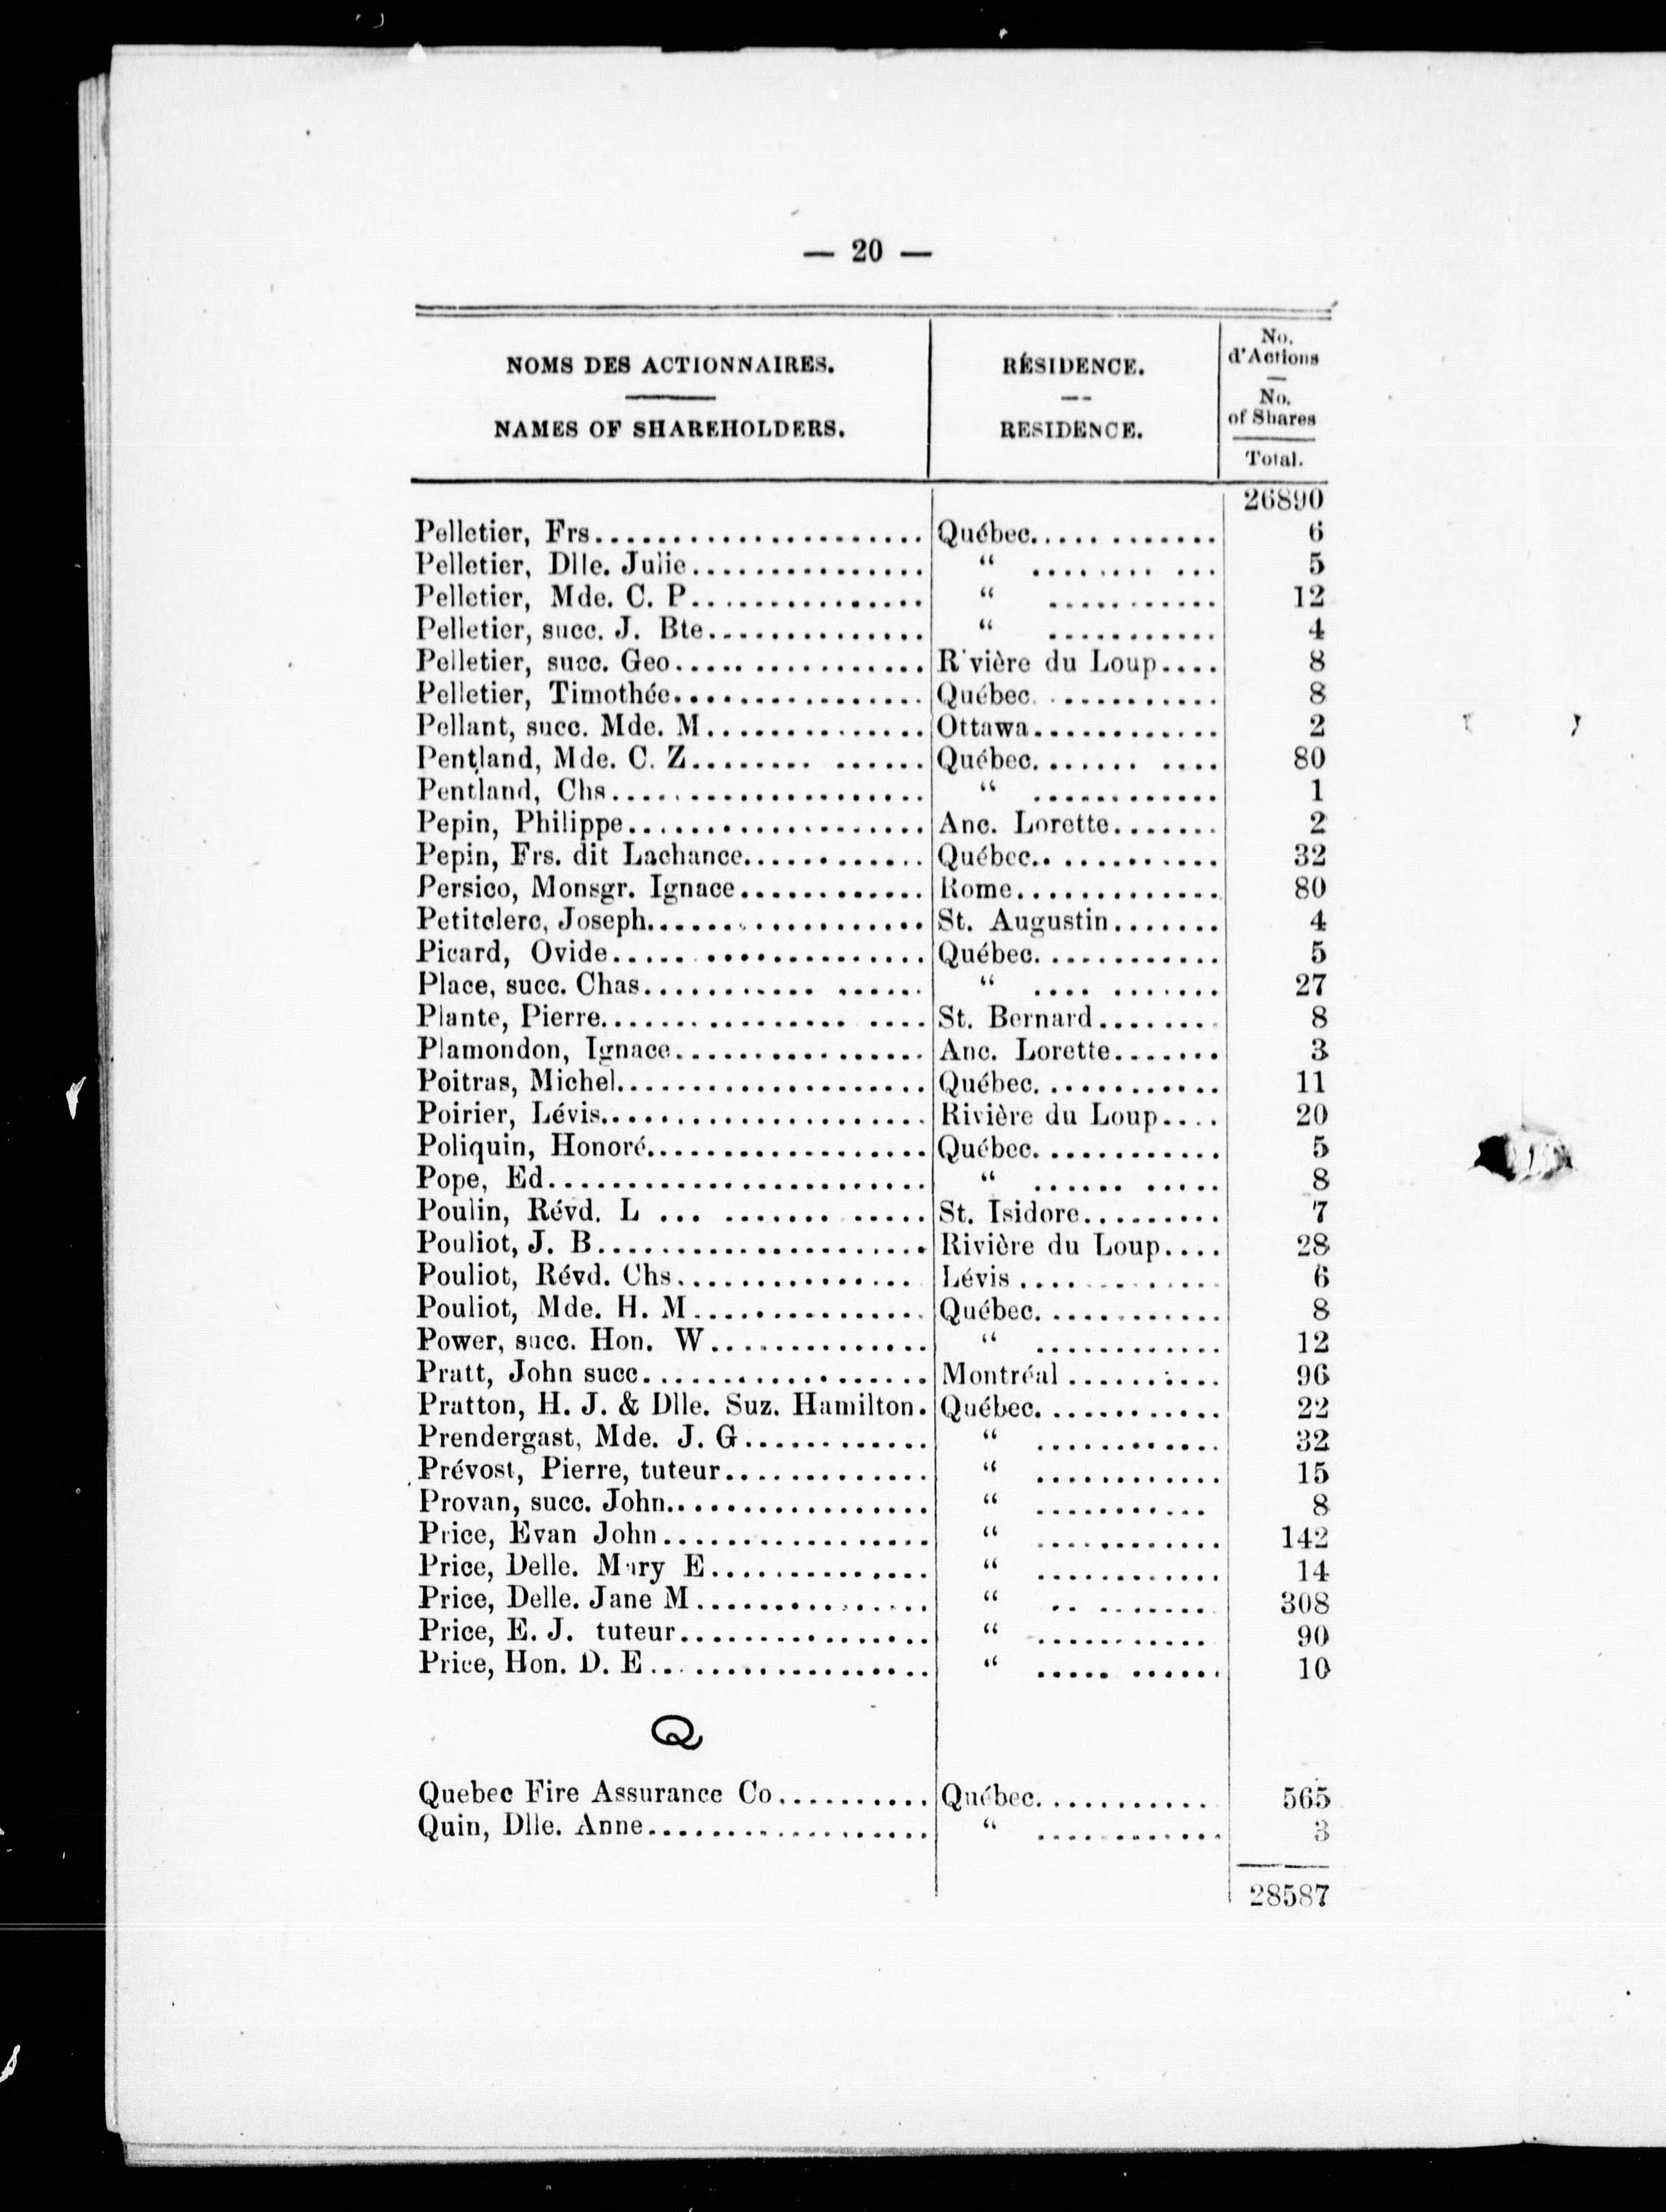 — 20 —
NOMS DES ACTIONNAIRES.
NAMES OF SHAREHOLDERS.
RÉSIDENCE.
RESIDENCE.
No.
d'Actions
No.
of Shares
Total.
26890
Pelletier, Frs...................... Québec............. 6
Pelletier, Dlle. Julie............... “ ........... 5
Pelletier, Mde. C. P............... “ ........... 12
Pelletier, succ. J. Bte.............. “ ........... 4
Pelletier, succ. Geo................ R vière du Loup.... 8
Pelletier, Timothée................ Québec............ 8
Pellant, succ. Mde. M.............. Ottawa............ 2
Pentland, Mde. C. Z.............. Québec........... 80
Pentland, Chs.................... “ ............ 1
Pepin, Philippe................... Anc. Lorette....... 2
Pepin, Frs. dit Lachance............ Québec............ 32
Persico, Monsgr. Ignace............ Rome............. 80
Petitclerc, Joseph.................. St. Augustin....... 4
Picard, Ovide.................... Québec............ 5
Place, succ. Chas................. “ ........... 27
Plante, Pierre.................... St. Bernard........ 8
Plamondon, Ignace................ Anc. Lorette....... 3
Poitras, Michel.................... Québec............ 11
Poirier, Lévis..................... Rivière du Loup.... 20
Poliquin, Honoré.................. Québec............ 5
Pope, Ed........................ “ ........... 8
Poulin, Révd. L ... ............ St. Isidore......... 7
Pouliot, J. B..................... Rivière du Loup.... 28
Pouliot, Révd. Chs............... Lévis ............. 6
Pouliot, Mde. H. M............... Québec............ 8
Power, succ. Hon. W.............. “ ............ 12
Pratt, John succ.................. Montréal .......... 96
Pratton, H. J. & Dlle. Suz. Hamilton. Québec............ 22
Prendergast, Mde. J. G............ “ ............ 32
Prévost, Pierre, tuteur............. “ ............ 15
Provan, succ. John................. “ ........... 8
Price, Evan John................. “ ............ 142
Price, Delle. Mary E.............. “ ............ 14
Price, Delle. Jane M............... “ .. ....... 308
Price, E. J. tuteur................ “ ........... 90
Price, Hon. D. E................. “ ..... ...... 10
Q
Quebec Fire Assurance Co.......... Québec........... 565
Quin, Dlle. Anne.................. “ ............ 3
28587